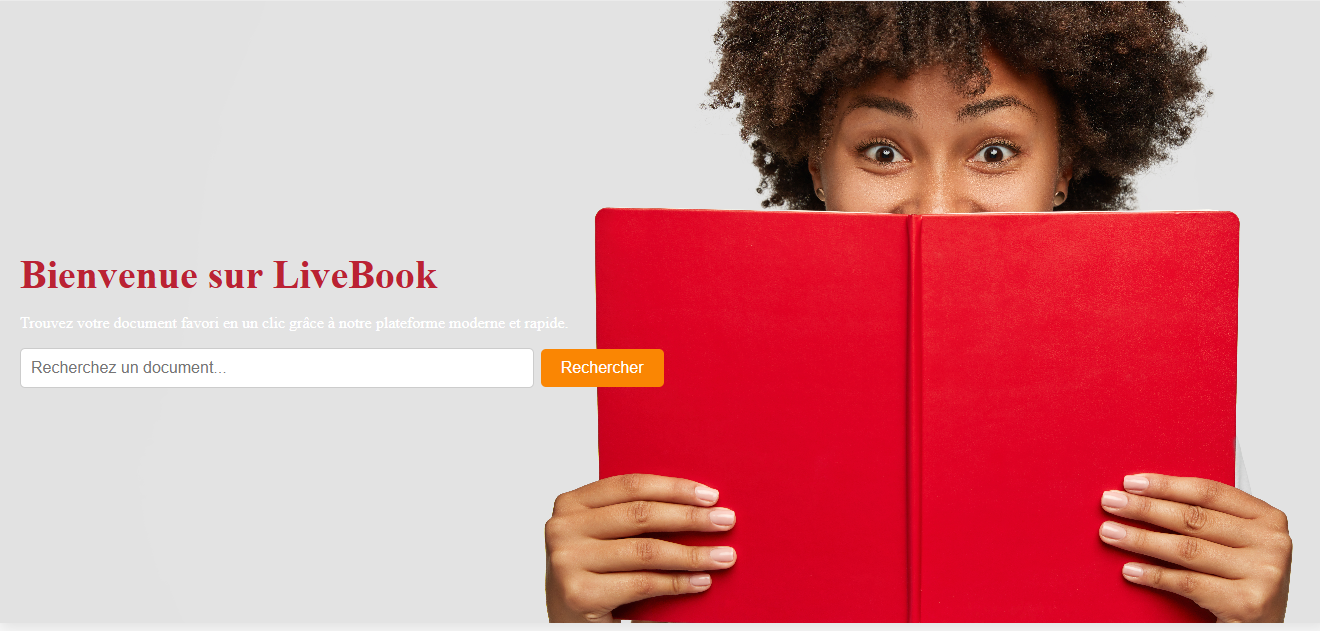 Bienvenue sur LiveBook
Trouvez votre document favori en un clic grâce à notre plateforme moderne et rapide.
Recherchez un document...
Rechercher